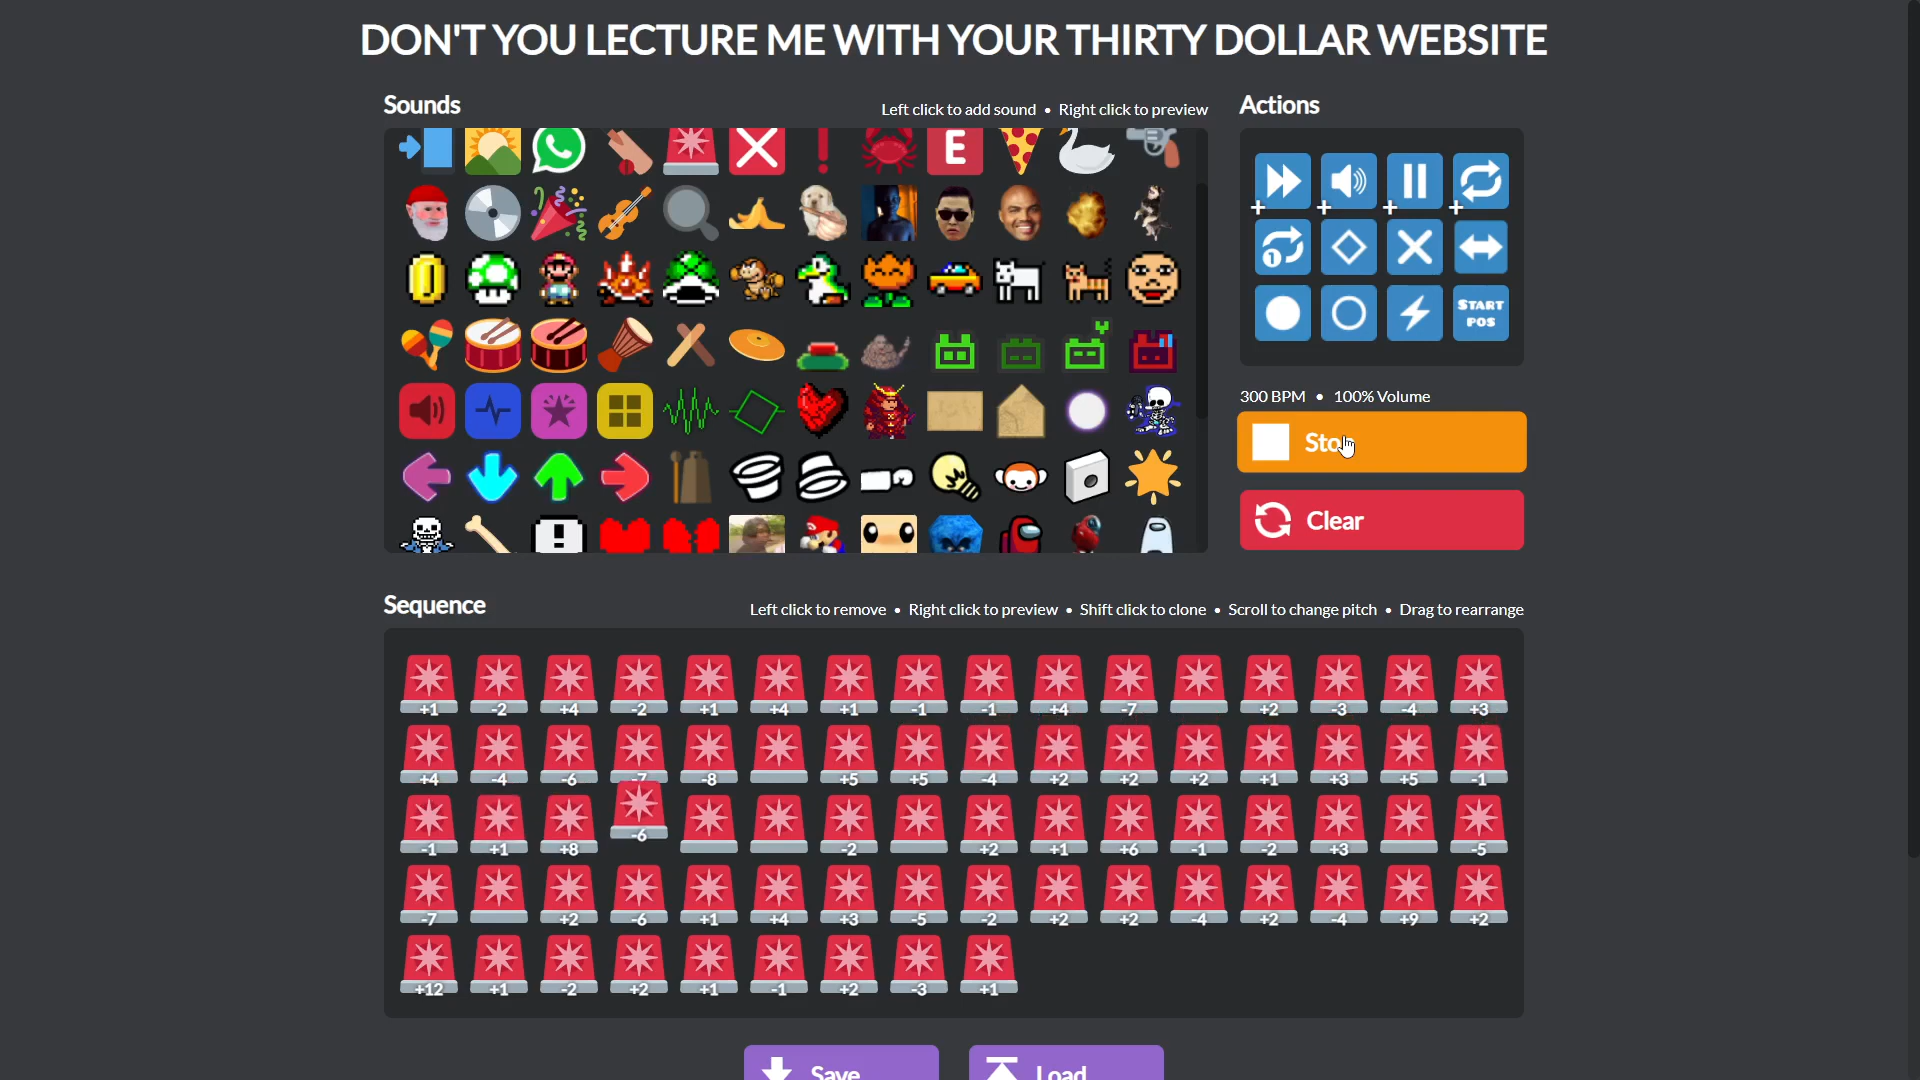 DON'T YOU LECTURE ME WITH YOUR THIRTY DOLLAR WEBSITE
Sounds
Left click to add sound • Right click to preview
Actions
E
1
START
POS
300 BPM • 100% Volume
Stop
Clear
Sequence
Left click to remove • Right click to preview • Shift click to clone • Scroll to change pitch • Drag to rearrange
+1 -2 +4 -2 +1 +4 +1 -1 -1 +4 -7 +2 -3 -4 +3
+4 -4 -6 -7 -8 +5 +5 -4 +2 +2 +2 +1 +3 +5 -1
-1 +1 +8 -6 -2 +2 +1 +6 -1 -2 +3 -5
-7 +2 -6 +1 +4 +3 -5 -2 +2 +2 -4 +2 -4 +9 +2
+12 +1 -2 +2 +1 -1 +2 -3 +1
Save
Load